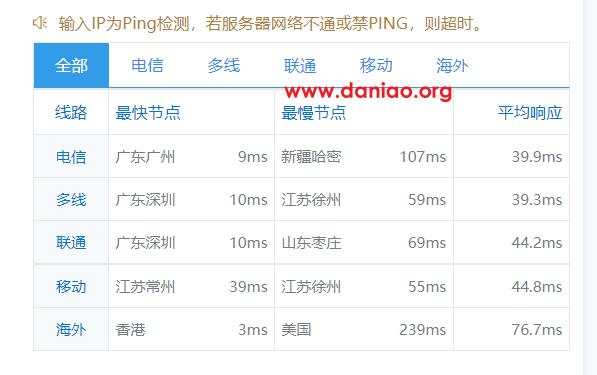 输入IP为Ping检测，若服务器网络不通或禁PING，则超时。
全部 电信 多线 联通 移动 海外
www.daniao.org
线路 最快节点 最慢节点 平均响应
电信 广东广州 9ms 新疆哈密 107ms 39.9ms
多线 广东深圳 10ms 江苏徐州 59ms 39.3ms
联通 广东深圳 10ms 山东枣庄 69ms 44.2ms
移动 江苏常州 39ms 江苏徐州 55ms 44.8ms
海外 香港 3ms 美国 239ms 76.7ms